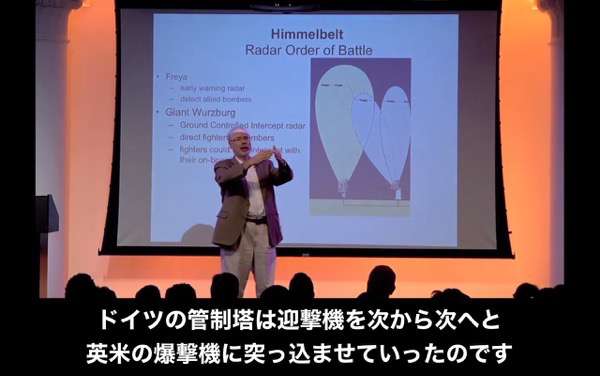 Himmelbelt
Radar Order of Battle
• Freya
– early warning radar
– detect allied bombers
• Giant Wurzburg
– Ground Controlled Intercept radar
– direct fighters
– fighters could
their on-
ドイツの管制塔は迎撃機を次から次へと
英米の爆撃機に突っ込ませていったのです